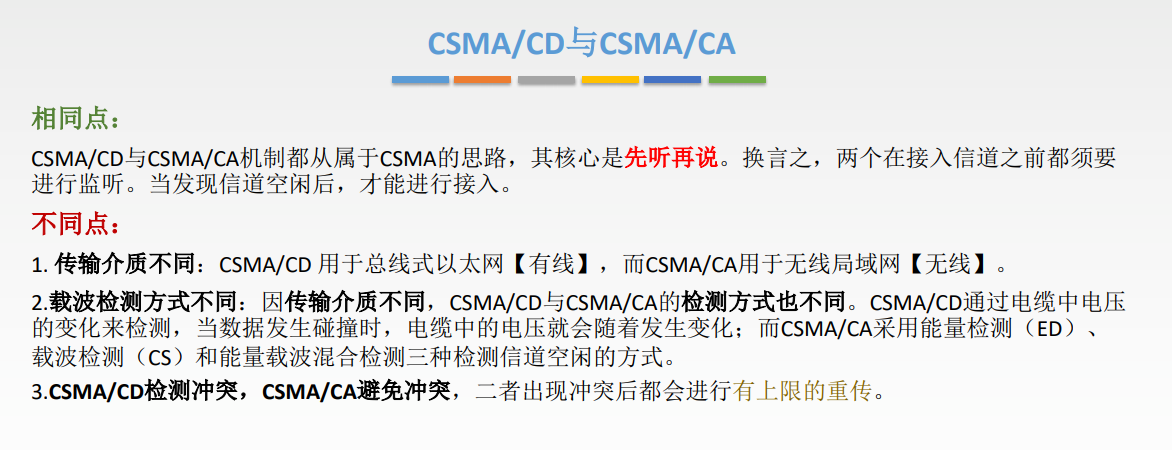 CSMA/CD与CSMA/CA
相同点：
CSMA/CD与CSMA/CA机制都从属于CSMA的思路，其核心是先听再说。换言之，两个在接入信道之前都须要
进行监听。当发现信道空闲后，才能进行接入。
不同点：
1. 传输介质不同：CSMA/CD 用于总线式以太网【有线】，而CSMA/CA用于无线局域网【无线】。
2.载波检测方式不同：因传输介质不同，CSMA/CD与CSMA/CA的检测方式也不同。CSMA/CD通过电缆中电压
的变化来检测，当数据发生碰撞时，电缆中的电压就会随着发生变化；而CSMA/CA采用能量检测（ED）、
载波检测（CS）和能量载波混合检测三种检测信道空闲的方式。
3.CSMA/CD检测冲突，CSMA/CA避免冲突，二者出现冲突后都会进行有上限的重传。